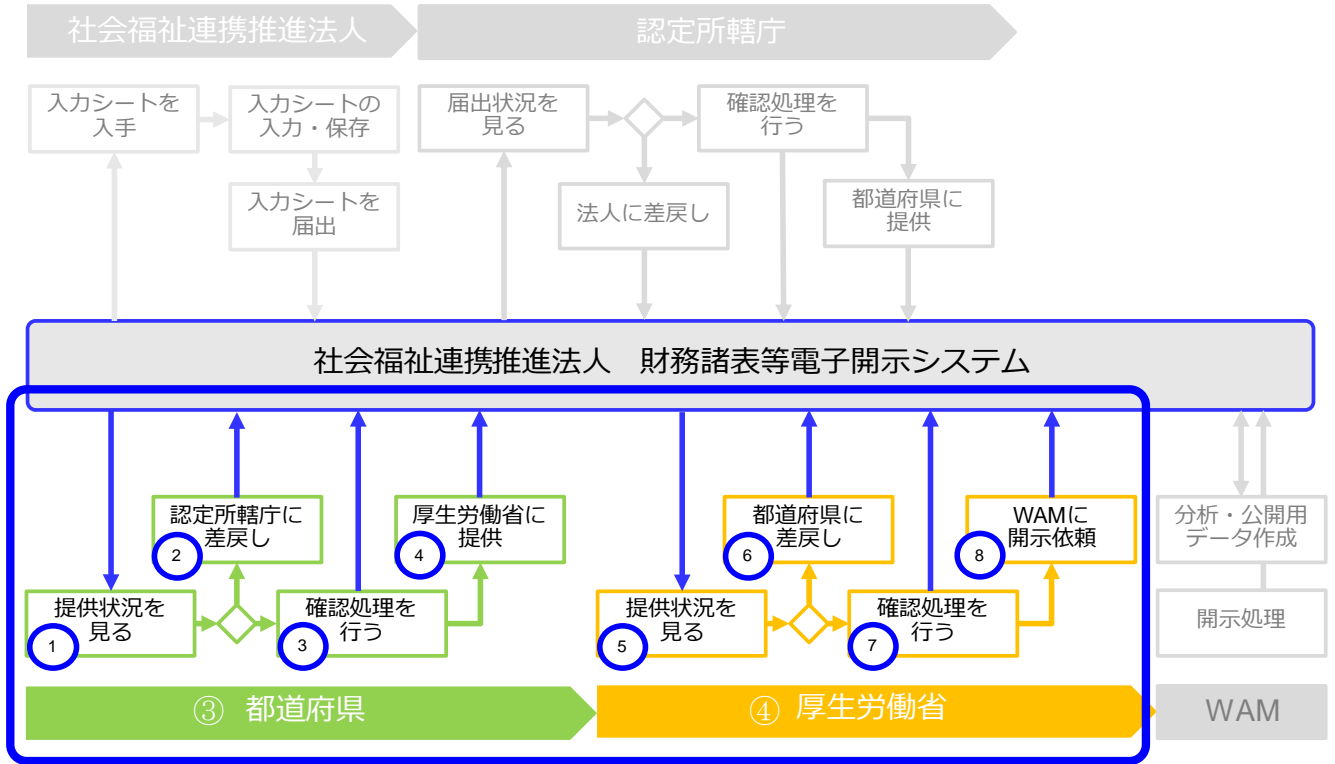 社会福祉連携推進法人
認定所轄庁
入力シートを
入手
入力シートの
入力・保存
入力シートを
届出
届出状況を
見る
確認処理を
行う
法人に差戻し
都道府県に
提供
社会福祉連携推進法人　財務諸表等電子開示システム
認定所轄庁に
差戻し
2
厚生労働省に
提供
4
提供状況を
見る
1
確認処理を
行う
3
都道府県に
差戻し
6
WAMに
開示依頼
8
提供状況を
見る
5
確認処理を
行う
7
分析・公開用
データ作成
開示処理
③ 都道府県
④ 厚生労働省
WAM